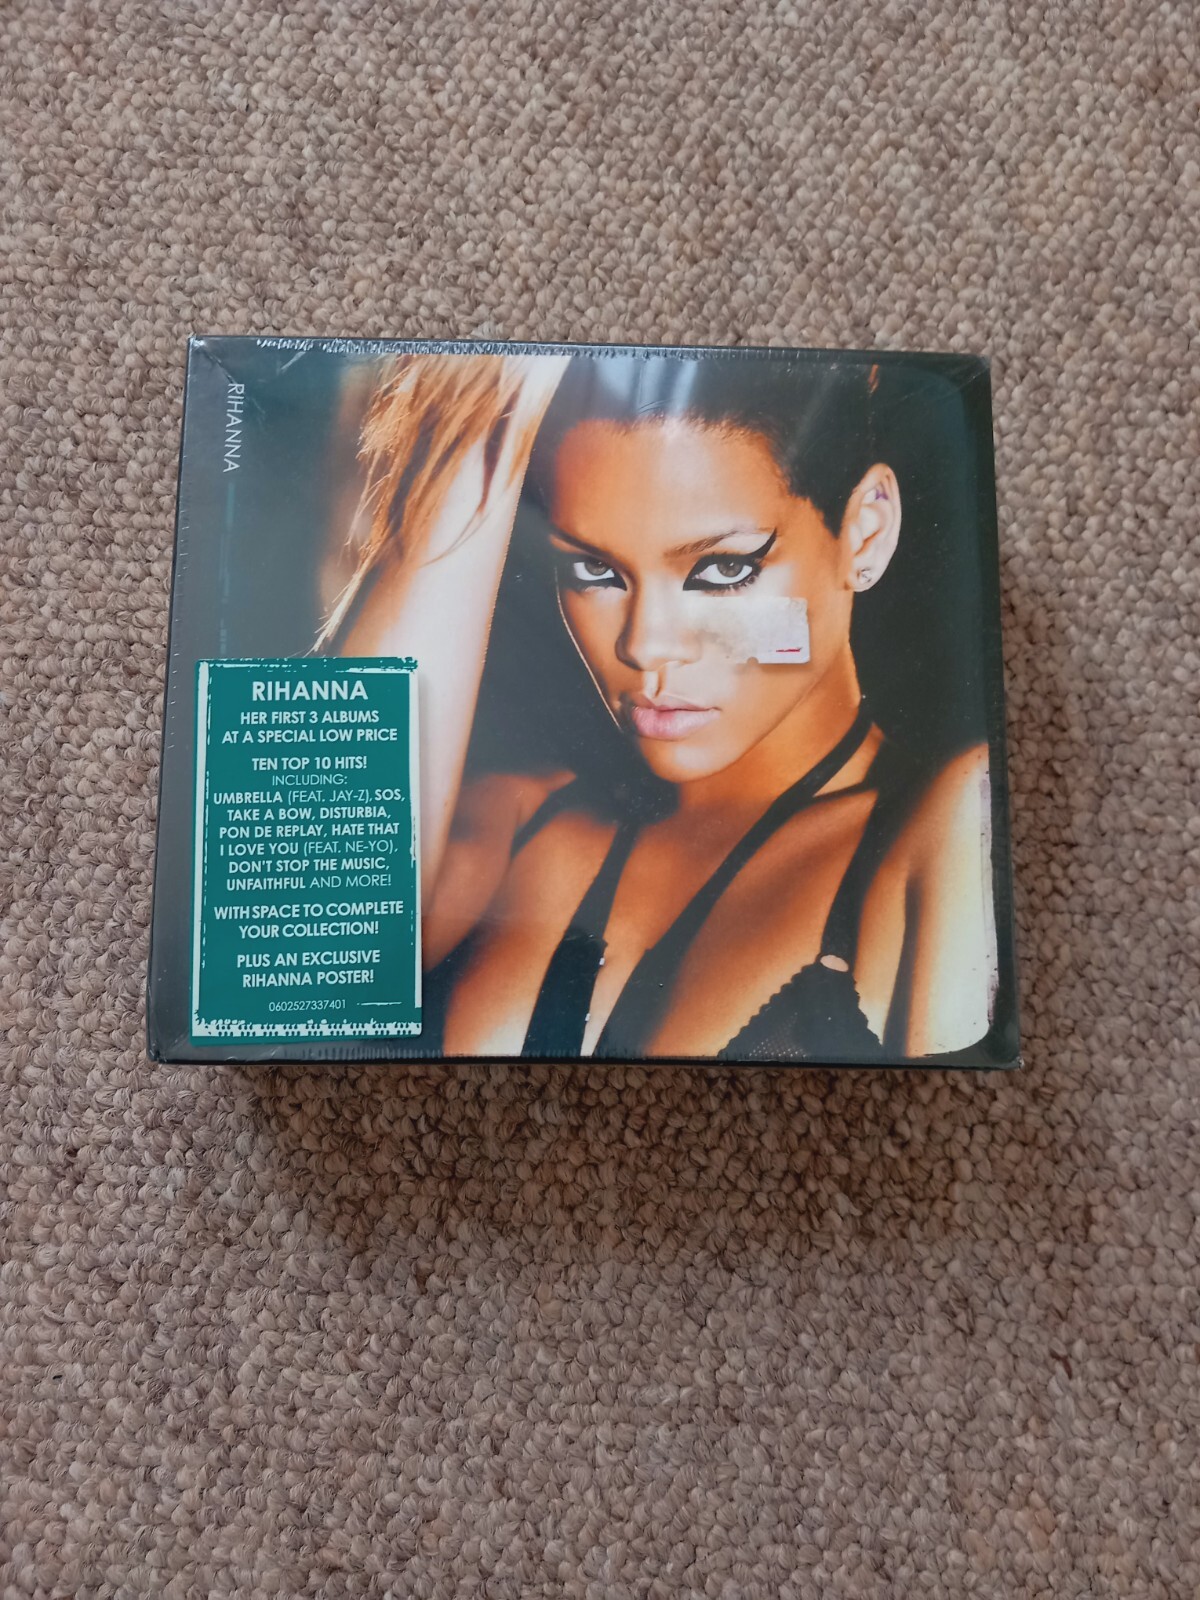 RIHANNA
RIHANNA
HER FIRST 3 ALBUMS
AT A SPECIAL LOW PRICE
TEN TOP 10 HITS!
INCLUDING:
UMBRELLA (FEAT. JAY-Z), SOS,
TAKE A BOW, DISTURBIA,
PON DE REPLAY, HATE THAT
I LOVE YOU (FEAT. NE-YO),
DON'T STOP THE MUSIC,
UNFAITHFUL AND MORE!
WITH SPACE TO COMPLETE
YOUR COLLECTION!
PLUS AN EXCLUSIVE
RIHANNA POSTER!
0602527337401